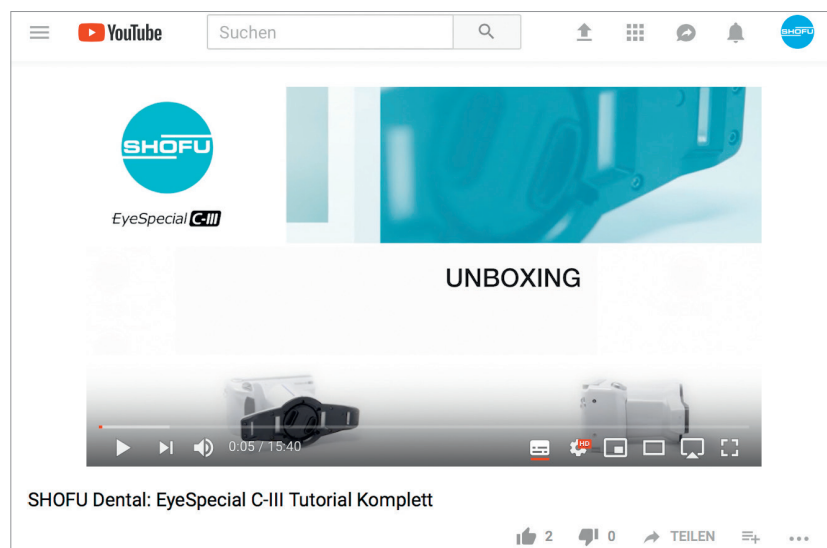 YouTube
Suchen
SHOFU
SHOFU
EyeSpecial C-III
UNBOXING
0:05 / 15:40
HD
SHOFU Dental: EyeSpecial C-III Tutorial Komplett
2
0
TEILEN